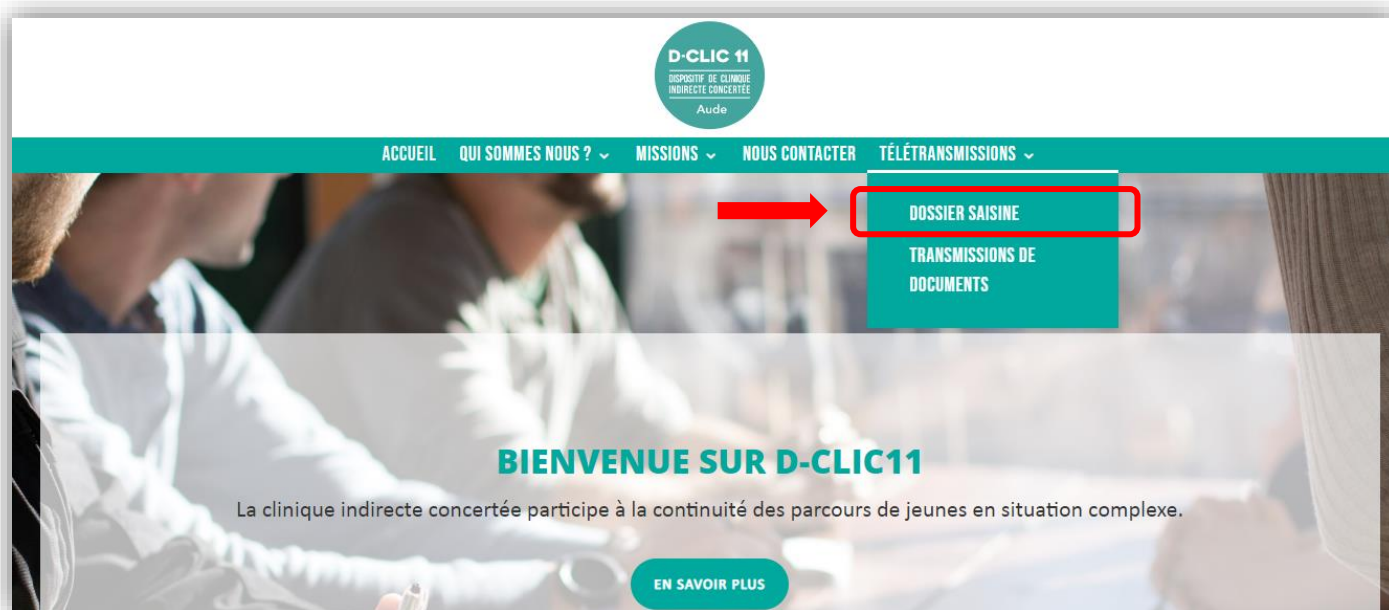 D·CLIC 11
DISPOSITIF DE CLINIQUE
INDIRECTE CONCERTÉE
Aude
ACCUEIL QUI SOMMES NOUS ? MISSIONS NOUS CONTACTER TÉLÉTRANSMISSIONS
DOSSIER SAISINE
TRANSMISSIONS DE
DOCUMENTS
BIENVENUE SUR D-CLIC11
La clinique indirecte concertée participe à la continuité des parcours de jeunes en situation complexe.
EN SAVOIR PLUS